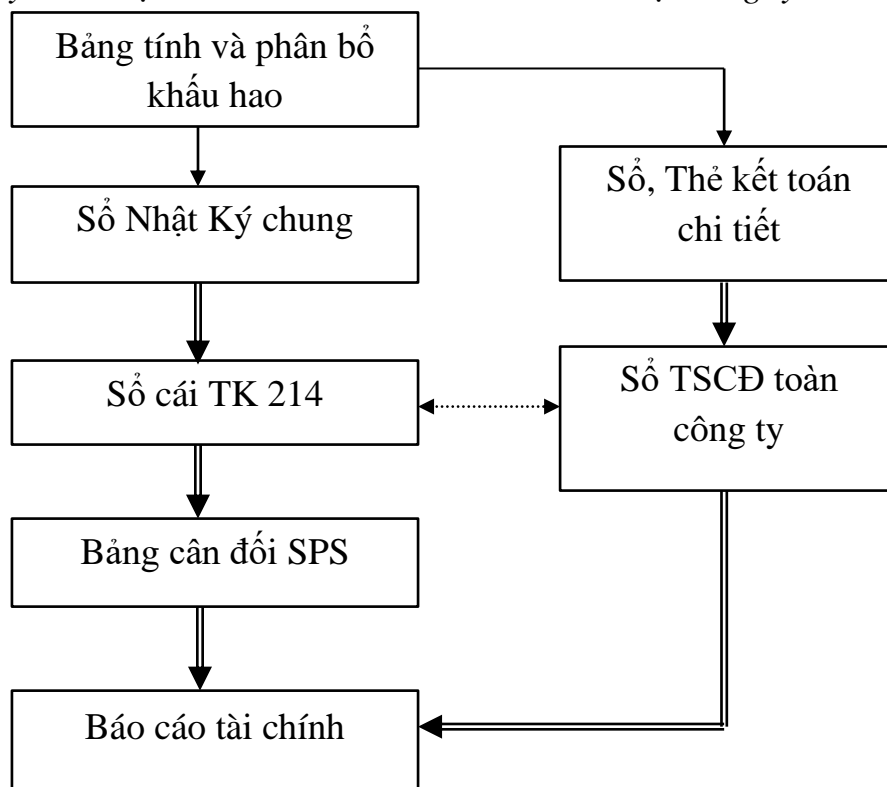 Bảng tính và phân bổ
khấu hao
Sổ, Thẻ kết toán
chi tiết
Sổ Nhật Ký chung
Sổ cái TK 214
Sổ TSCĐ toàn
công ty
Bảng cân đối SPS
Báo cáo tài chính